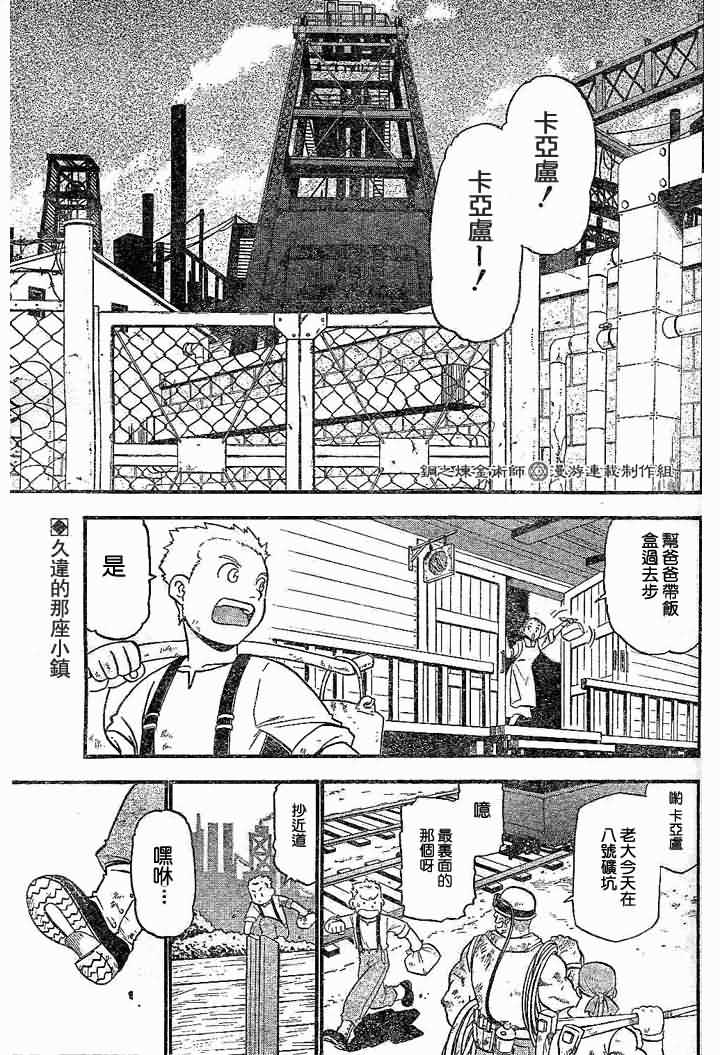 卡亞盧！
卡亞盧ー！
鋼之煉金術師 漫游連載制作組
幫爸爸帶飯
盒過去步
是
久違的那座小鎮
喲 卡亞盧
老大今天在
八號礦坑
噫
最裏面的
那個呀
抄近道
嘿咻…